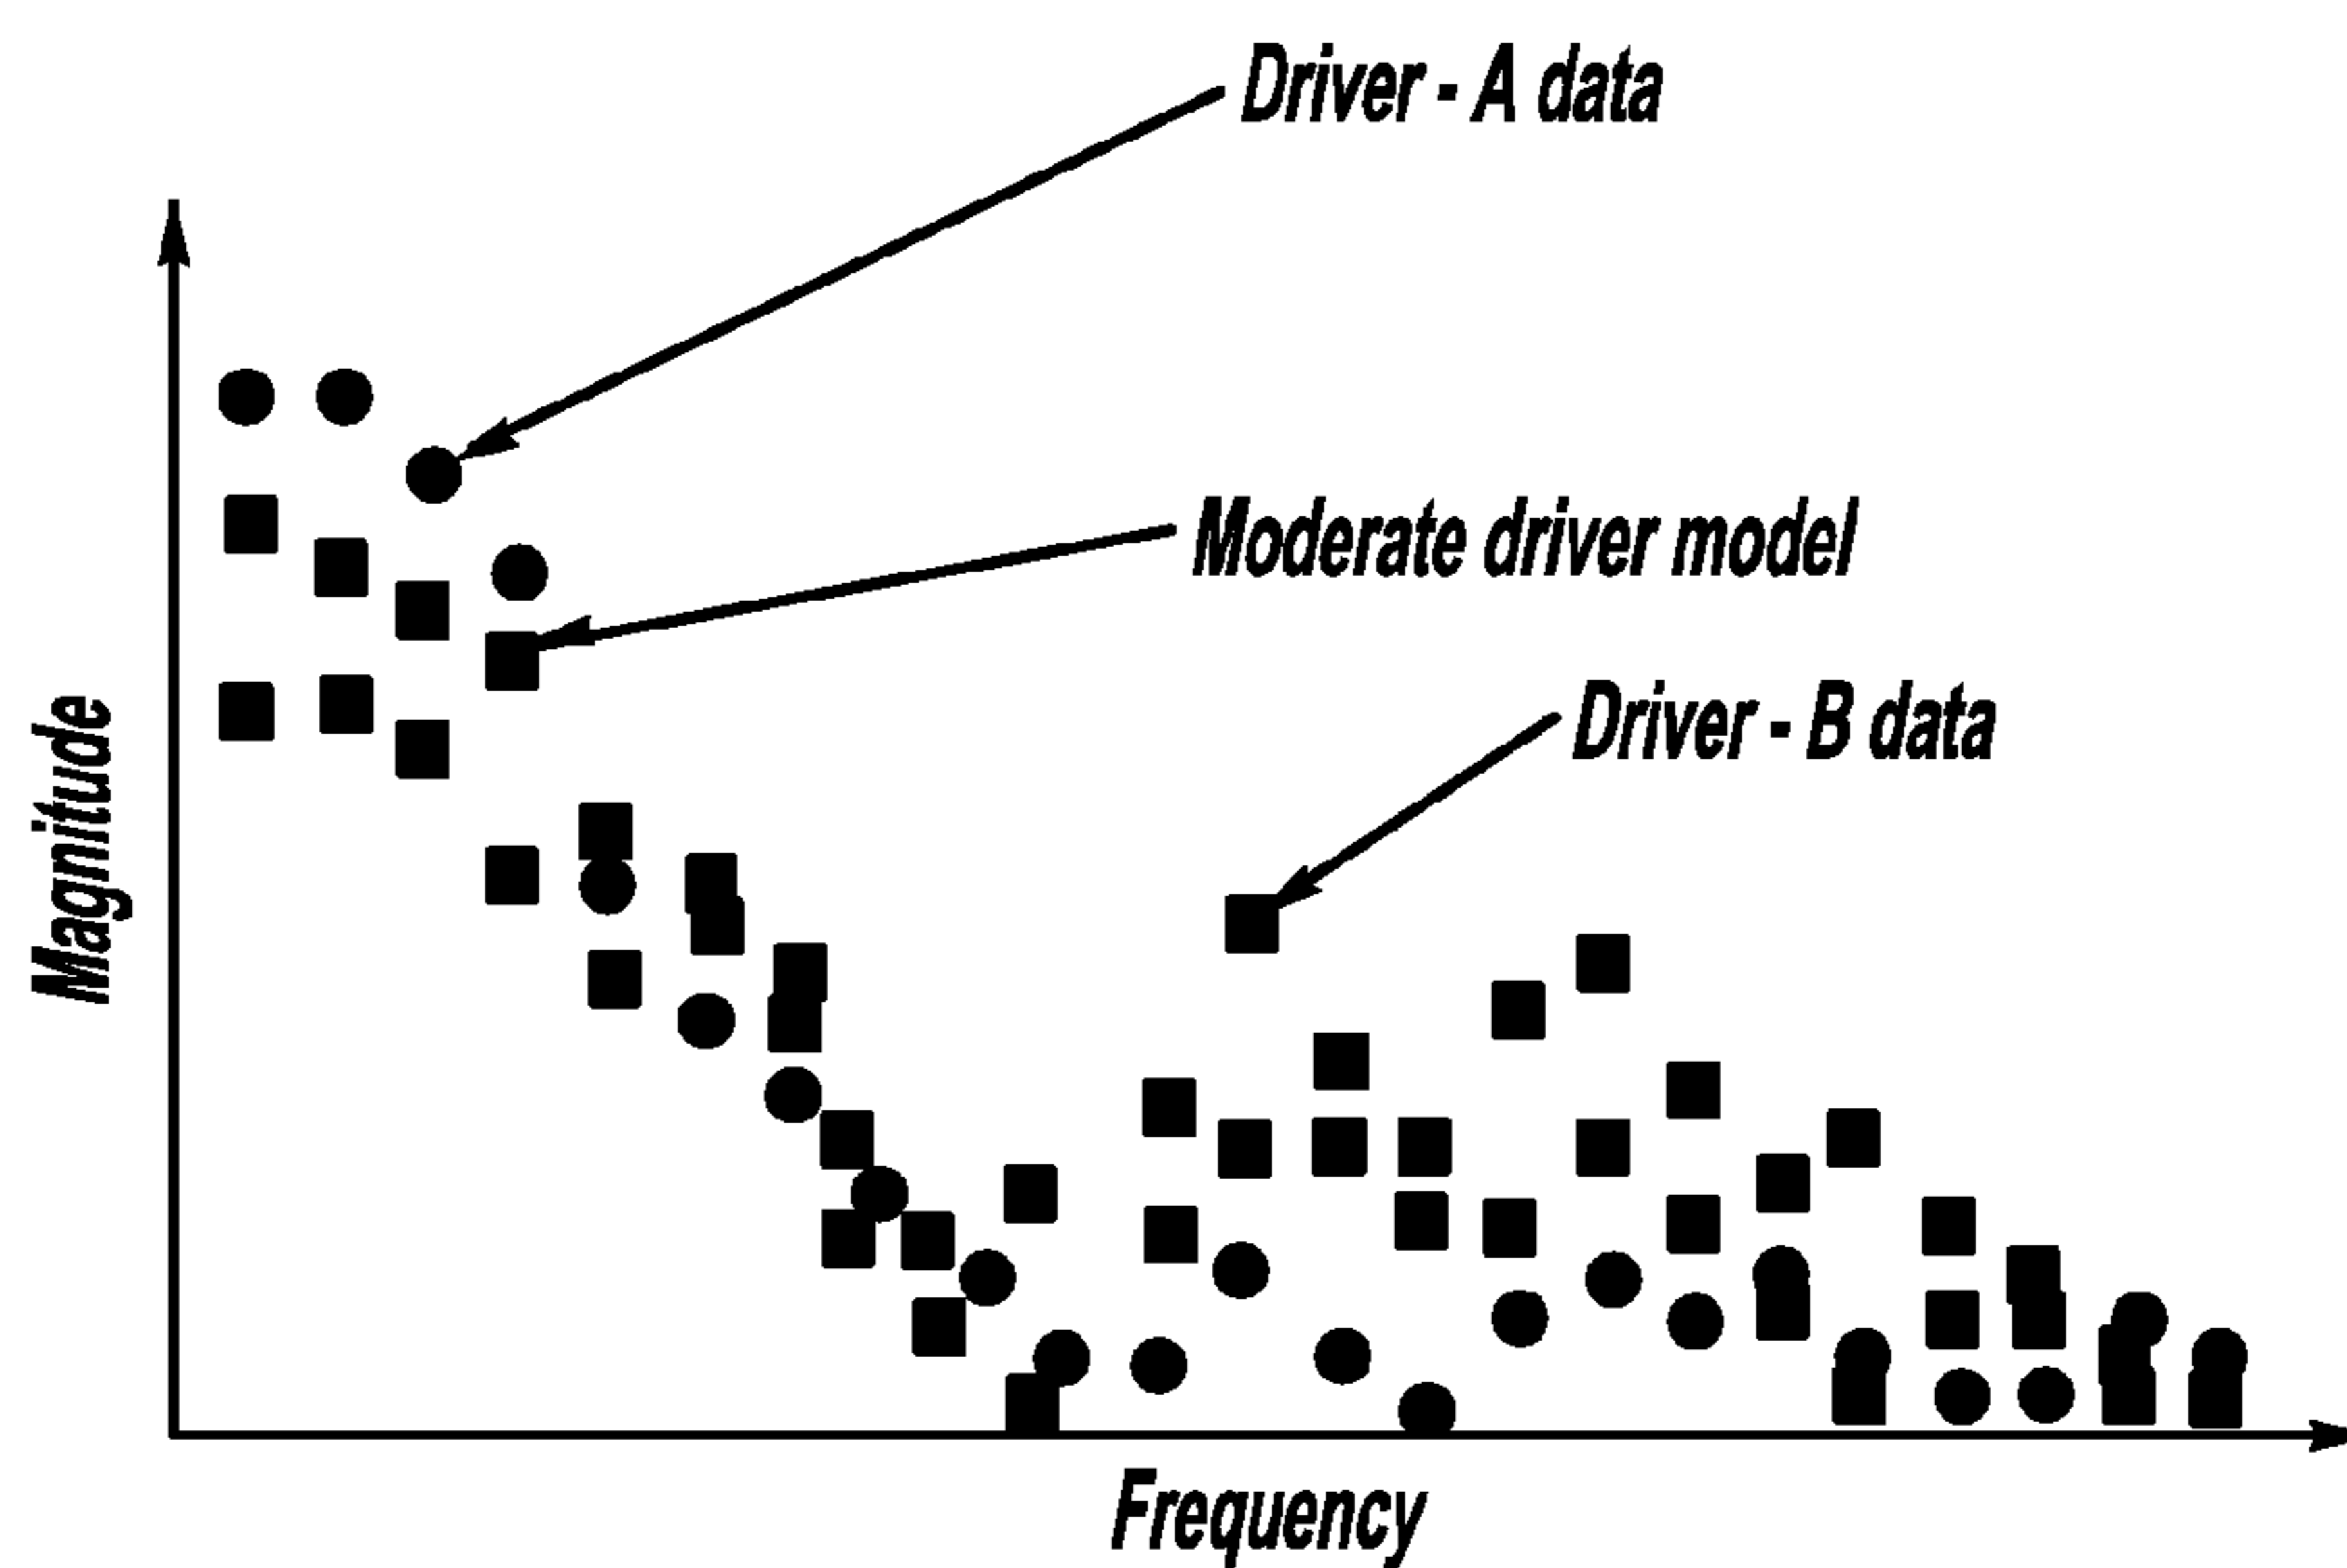 Driver - A data
Moderate driver model
Driver - B data
Magnitude
Frequency